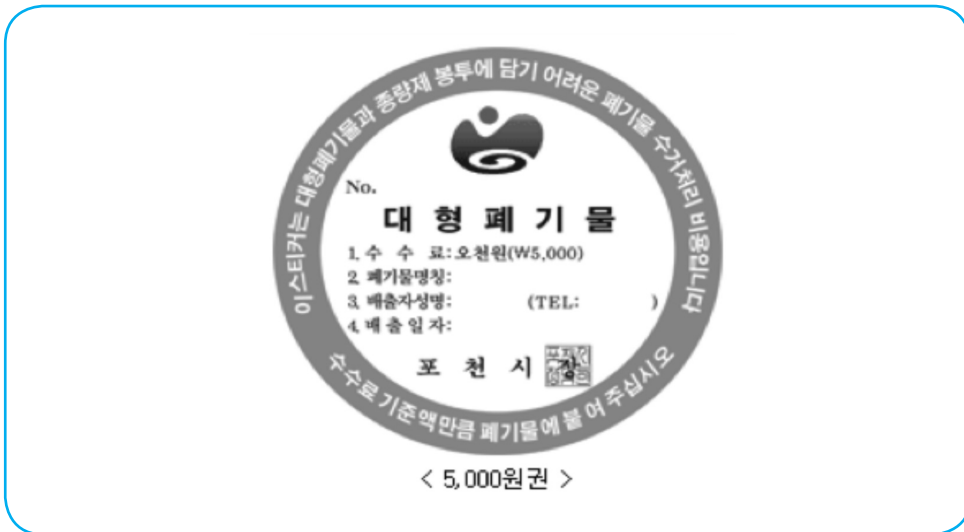 이 스티커는 대형폐기물과 종량제 봉투에 담기 어려운 폐기물 수거처리 비용입니다
No.
대 형 폐 기 물
1. 수 수 료: 오천원(₩5,000)
2. 폐기물명칭:
3. 배출자성명: (TEL: )
4. 배 출 일 자:
포 천 시 장
수수료 기준액만큼 폐기물에 붙여 주십시오
< 5,000원권 >